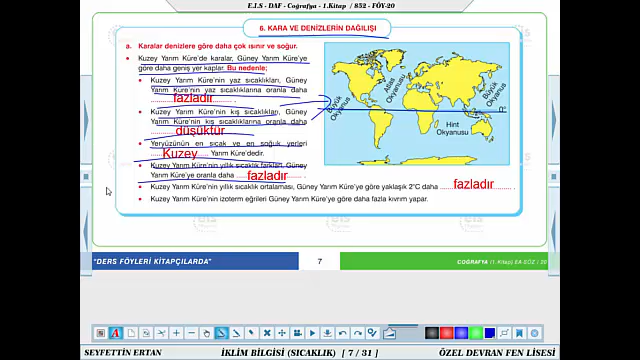 E.I.S - DAF - Coğrafya - 1.Kitap / 852 - FÖY-20
6. KARA VE DENİZLERİN DAĞILIŞI
a. Karalar denizlere göre daha çok ısınır ve soğur.
• Kuzey Yarım Küre'de karalar, Güney Yarım Küre'ye
göre daha geniş yer kaplar. Bu nedenle;
• Kuzey Yarım Küre'nin yaz sıcaklıkları, Güney
Yarım Küre'nin yaz sıcaklıklarına oranla daha
fazladır
• Kuzey Yarım Küre'nin kış sıcaklıkları, Güney
Yarım Küre'nin kış sıcaklıklarına oranla daha
düşüktür
• Yeryüzünün en sıcak ve en soğuk yerleri
Kuzey Yarım Küre'dedir.
• Kuzey Yarım Küre'nin yıllık sıcaklık farkları, Güney
Yarım Küre'ye oranla daha fazladır
• Kuzey Yarım Küre'nin yıllık sıcaklık ortalaması, Güney Yarım Küre'ye göre yaklaşık 2°C daha fazladır
• Kuzey Yarım Küre'nin izoterm eğrileri Güney Yarım Küre'ye göre daha fazla kıvrım yapar.
Büyük
Okyanus
Atlas
Okyanusu
Hint
Okyanusu
Büyük
Okyanus
0°
"DERS FÖYLERİ KİTAPÇILARDA"
7
COĞRAFYA (1.Kitap) EA-SÖZ / 20
SEYFETTİN ERTAN
İKLİM BİLGİSİ (SICAKLIK) [ 7 / 31 ]
ÖZEL DEVRAN FEN LİSESİ